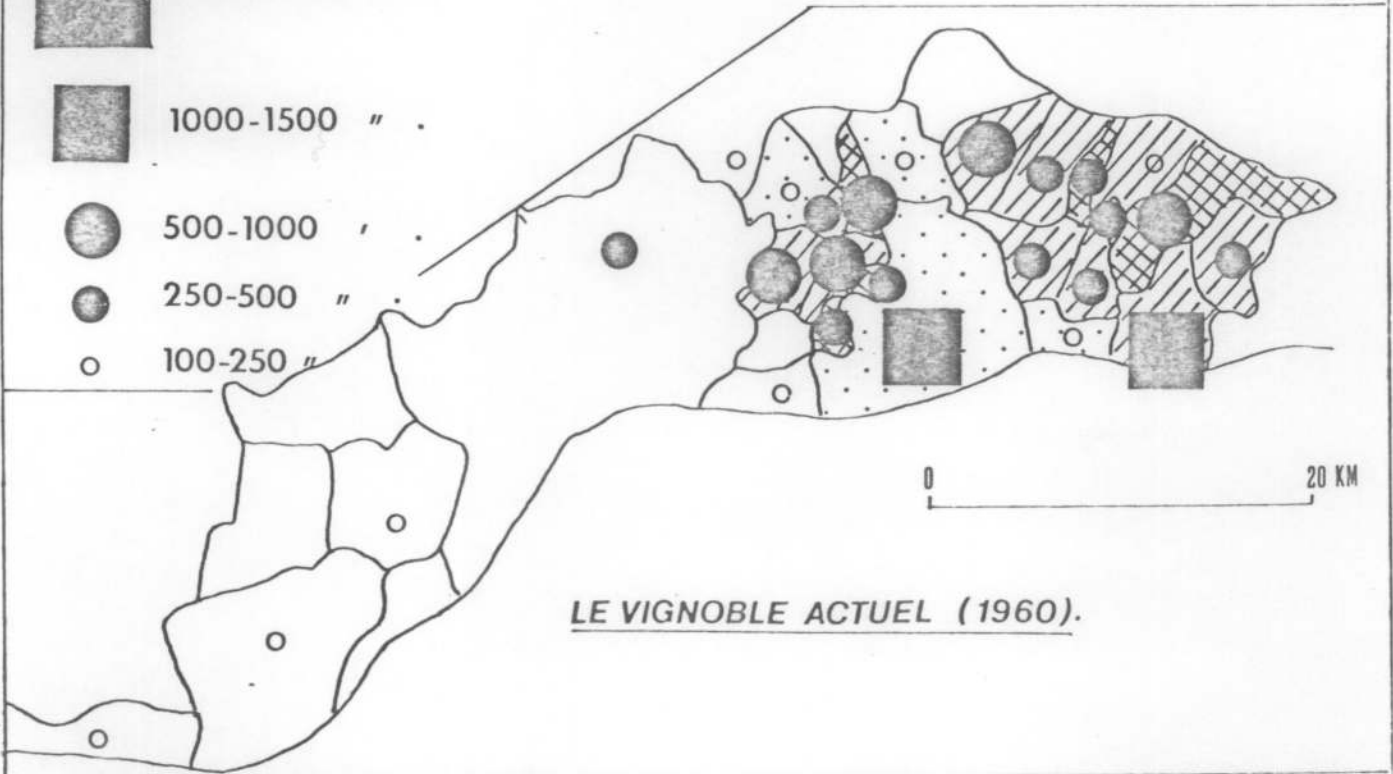 1000-1500 " .
500-1000 ' .
250-500 " .
100-250 "
0 20 KM
LE VIGNOBLE ACTUEL (1960).